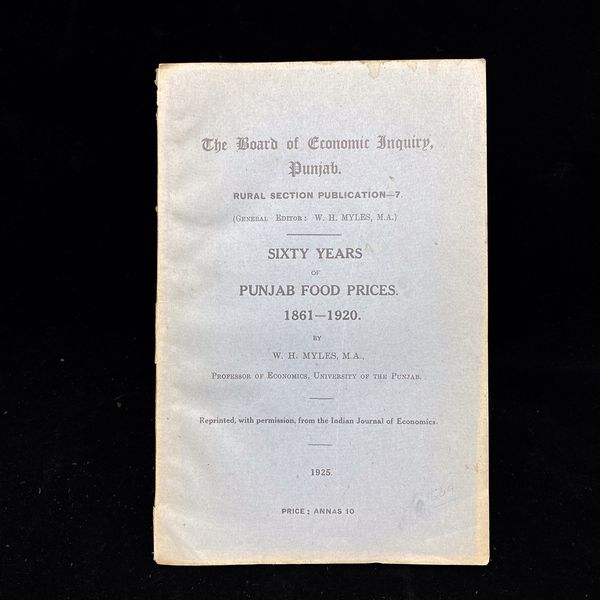 The Board of Economic Inquiry,
Punjab.
RURAL SECTION PUBLICATION—7.
(General Editor: W. H. MYLES, M.A.)
SIXTY YEARS
OF
PUNJAB FOOD PRICES.
1861—1920.
BY
W. H. MYLES, M.A.,
Professor of Economics, University of the Punjab.
Reprinted, with permission, from the Indian Journal of Economics.
1925.
PRICE: ANNAS 10